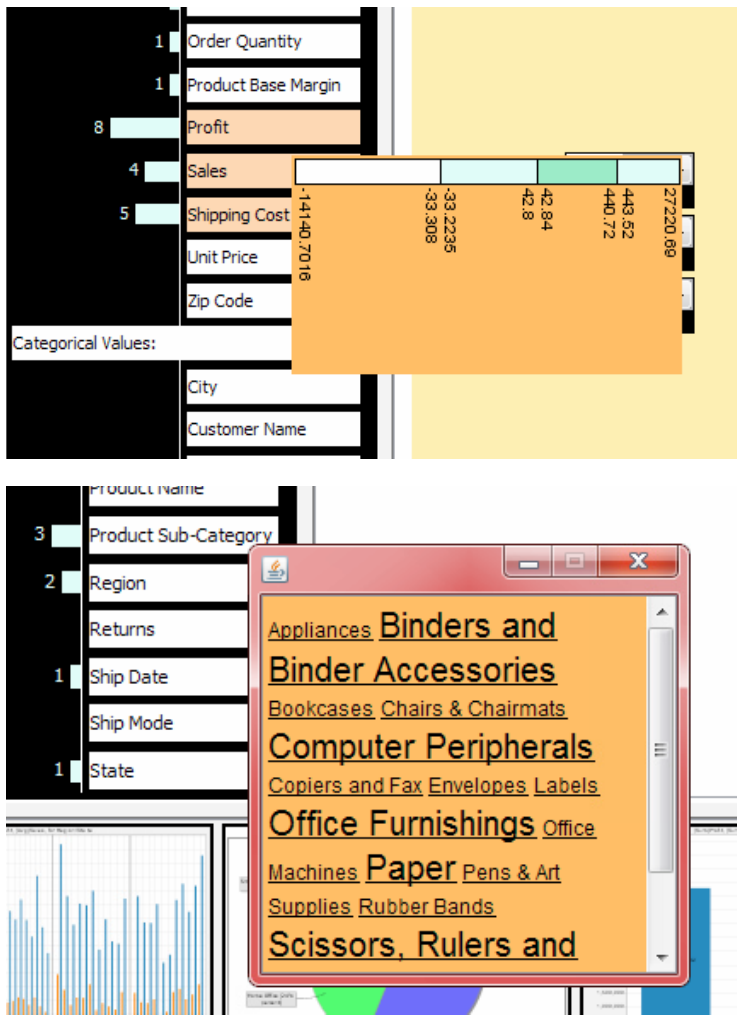 1 Order Quantity
1 Product Base Margin
8 Profit
4 Sales
5 Shipping Cost
-14140.7016
-33.308
-33.2235
42.8
42.84
440.72
443.52
27220.69
Unit Price
Zip Code
Categorical Values:
City
Customer Name
Product Name
3 Product Sub-Category
2 Region
Returns
1 Ship Date
Ship Mode
1 State
Appliances Binders and
Binder Accessories
Bookcases Chairs & Chairmats
Computer Peripherals
Copiers and Fax Envelopes Labels
Office Furnishings Office
Machines Paper Pens & Art
Supplies Rubber Bands
Scissors, Rulers and